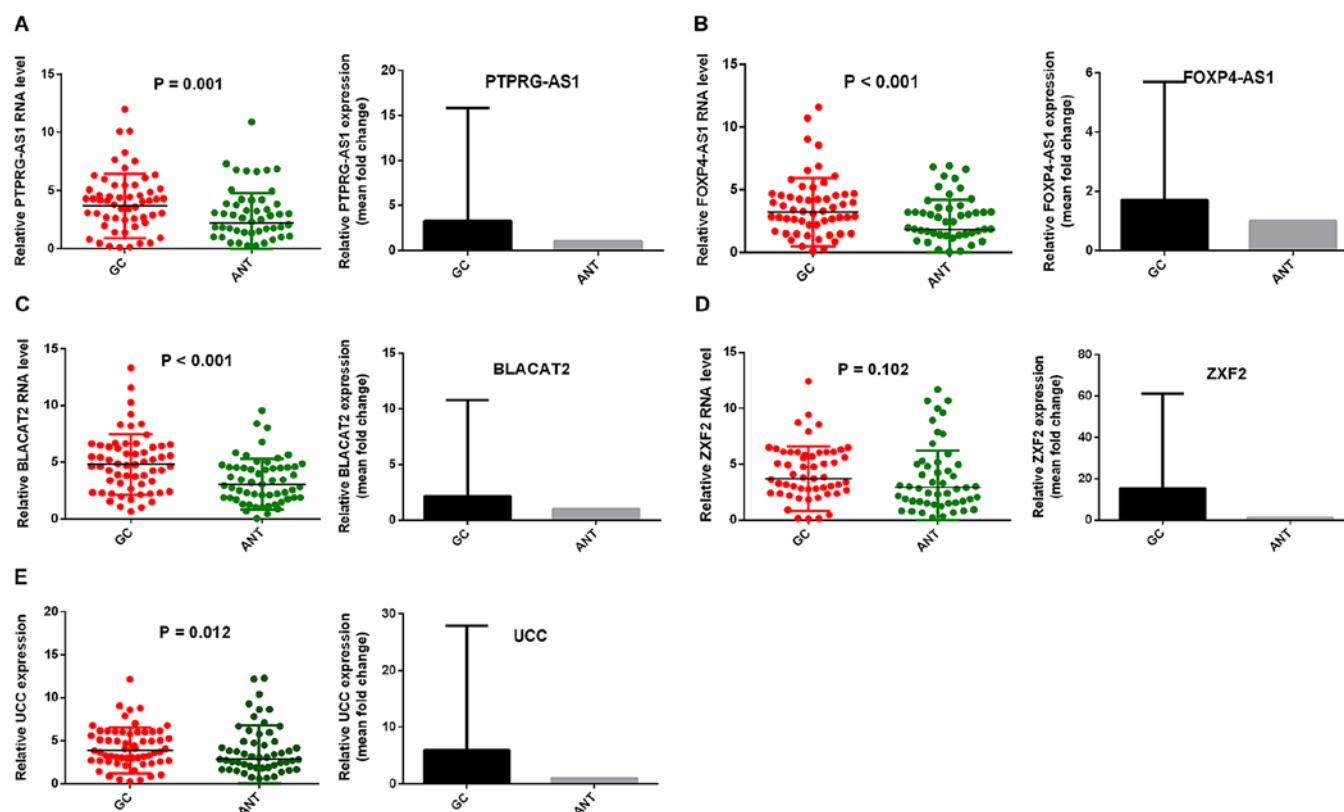 A
Relative PTPRG-AS1 RNA level
15
10
5
0
P = 0.001
GC
ANT
Relative PTPRG-AS1 expression
(mean fold change)
20
15
10
5
0
PTPRG-AS1
GC
ANT
B
Relative FOXP4-AS1 RNA level
15
10
5
0
P < 0.001
GC
ANT
Relative FOXP4-AS1 expression
(mean fold change)
6
4
2
0
FOXP4-AS1
GC
ANT
C
Relative BLACAT2 RNA level
15
10
5
0
P < 0.001
GC
ANT
Relative BLACAT2 expression
(mean fold change)
15
10
5
0
BLACAT2
GC
ANT
D
Relative ZXF2 RNA level
15
10
5
0
P = 0.102
GC
ANT
Relative ZXF2 expression
(mean fold change)
80
60
40
20
0
ZXF2
GC
ANT
E
Relative UCC expression
20
15
10
5
0
P = 0.012
GC
ANT
Relative UCC expression
(mean fold change)
30
20
10
0
UCC
GC
ANT